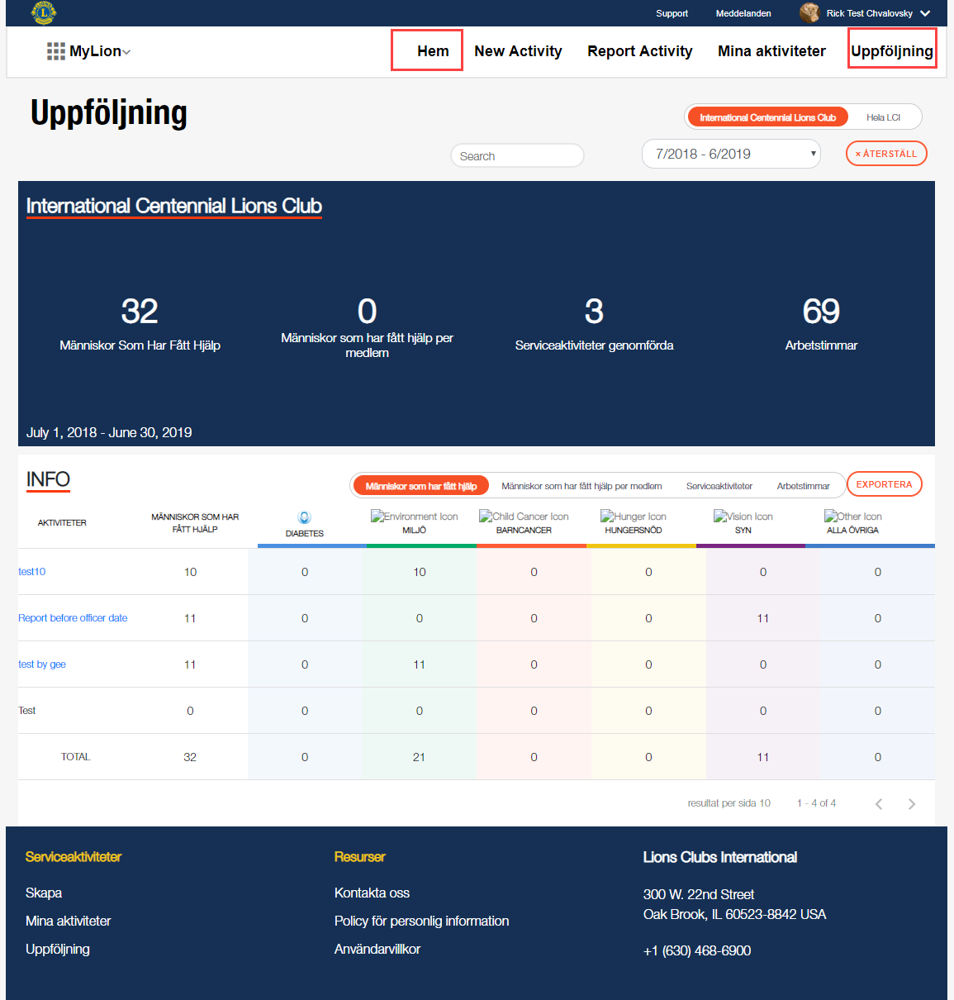 Support Meddelanden Rick Test Chvalovsky
MyLion Hem New Activity Report Activity Mina aktiviteter Uppföljning
Uppföljning
International Centennial Lions Club Hela LCI
Search 7/2018 - 6/2019 × ÅTERSTÄLL
International Centennial Lions Club
32 0 3 69
Människor Som Har Fått Hjälp Människor som har fått hjälp per medlem Serviceaktiviteter genomförda Arbetstimmar
July 1, 2018 - June 30, 2019
INFO Människor som har fått hjälp Människor som har fått hjälp per medlem Serviceaktiviteter Arbetstimmar EXPORTERA
AKTIVITETER MÄNNISKOR SOM HAR FÅTT HJÄLP DIABETES Environment Icon MILJÖ Child Cancer Icon BARNCANCER Hunger Icon HUNGERSNÖD Vision Icon SYN Other Icon ALLA ÖVRIGA
test10 10 0 10 0 0 0 0
Report before officer date 11 0 0 0 0 11 0
test by gee 11 0 11 0 0 0 0
Test 0 0 0 0 0 0 0
TOTAL 32 0 21 0 0 11 0
resultat per sida 10 1 - 4 of 4
Serviceaktiviteter Resurser Lions Clubs International
Skapa Kontakta oss 300 W. 22nd Street
Oak Brook, IL 60523-8842 USA
Mina aktiviteter Policy för personlig information
Uppföljning Användarvillkor +1 (630) 468-6900